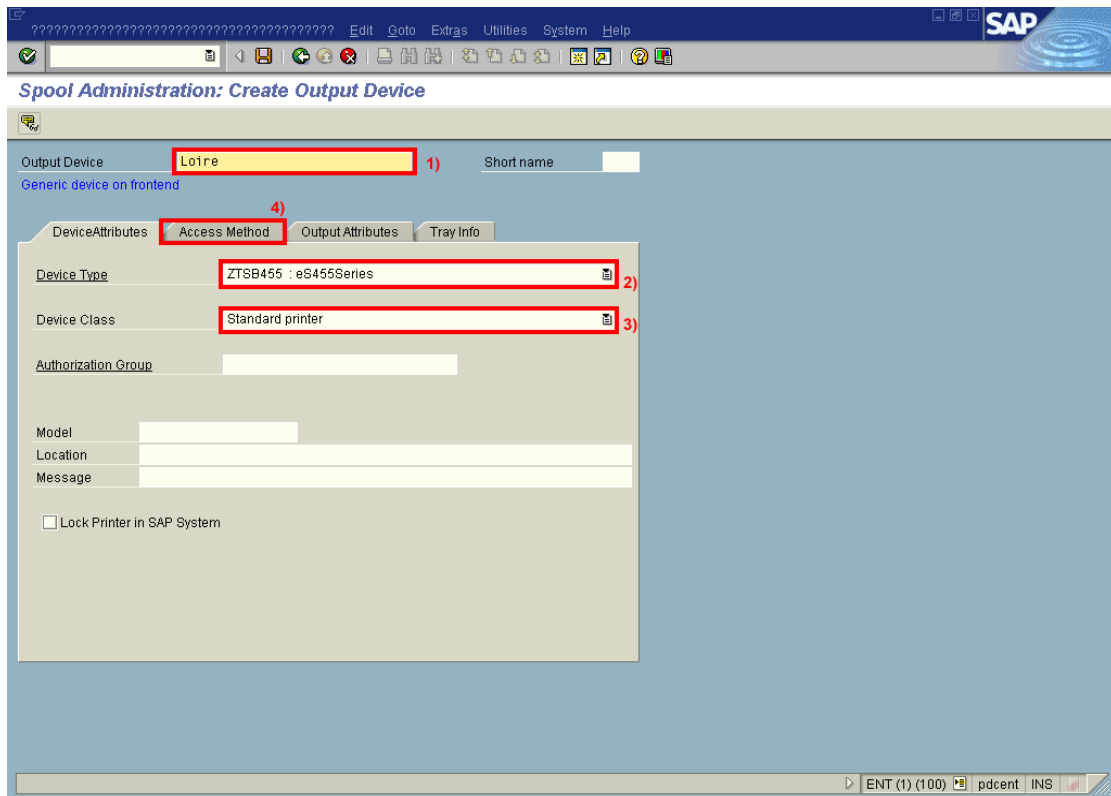 ???????????????????????????????????????? Edit Goto Extras Utilities System Help
SAP
Spool Administration: Create Output Device
Output Device Loire 1) Short name
Generic device on frontend
4)
DeviceAttributes Access Method Output Attributes Tray Info
Device Type ZTSB455 : eS455Series 2)
Device Class Standard printer 3)
Authorization Group
Model
Location
Message
Lock Printer in SAP System
ENT (1) (100) pdcent INS